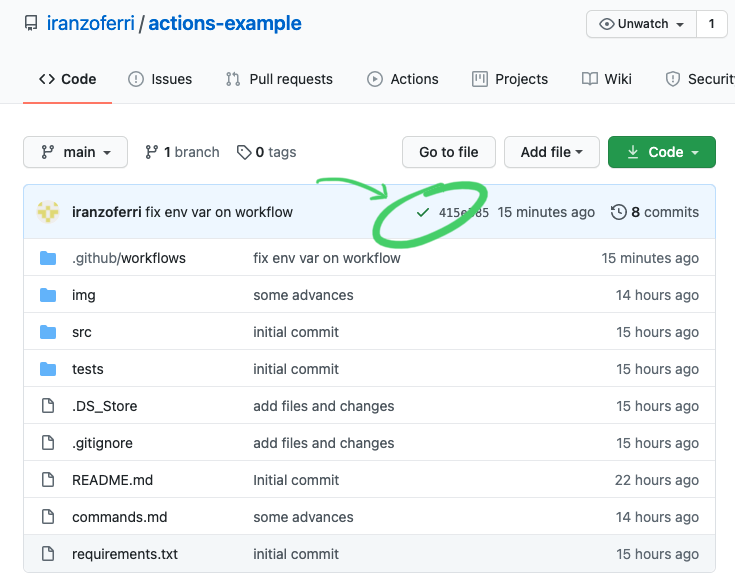 iranzoferri / actions-example
Unwatch 1
Code Issues Pull requests Actions Projects Wiki
main 1 branch 0 tags Go to file Add file Code
iranzoferri fix env var on workflow 15 minutes ago 8 commits
.github/workflows fix env var on workflow 15 minutes ago
img some advances 14 hours ago
src initial commit 15 hours ago
tests initial commit 15 hours ago
.DS_Store add files and changes 15 hours ago
.gitignore add files and changes 15 hours ago
README.md Initial commit 22 hours ago
commands.md some advances 14 hours ago
requirements.txt initial commit 15 hours ago